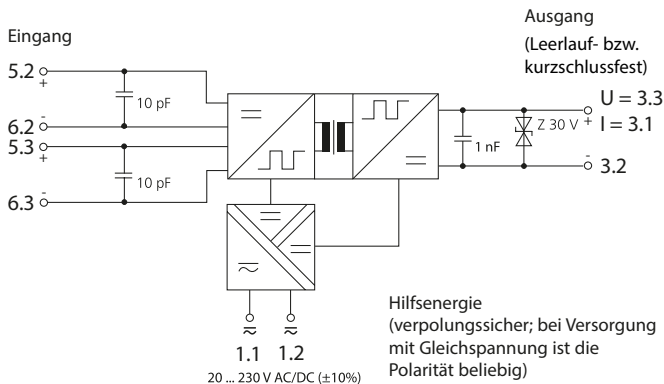 Eingang
5.2
+
10 pF
-
6.2
5.3
+
10 pF
-
6.3
Ausgang
(Leerlauf- bzw.
kurzschlussfest)
U = 3.3
+ I = 3.1
Z 30 V
1 nF
-
3.2
1.1 1.2
20 ... 230 V AC/DC (±10%)
Hilfsenergie
(verpolungssicher; bei Versorgung
mit Gleichspannung ist die
Polarität beliebig)